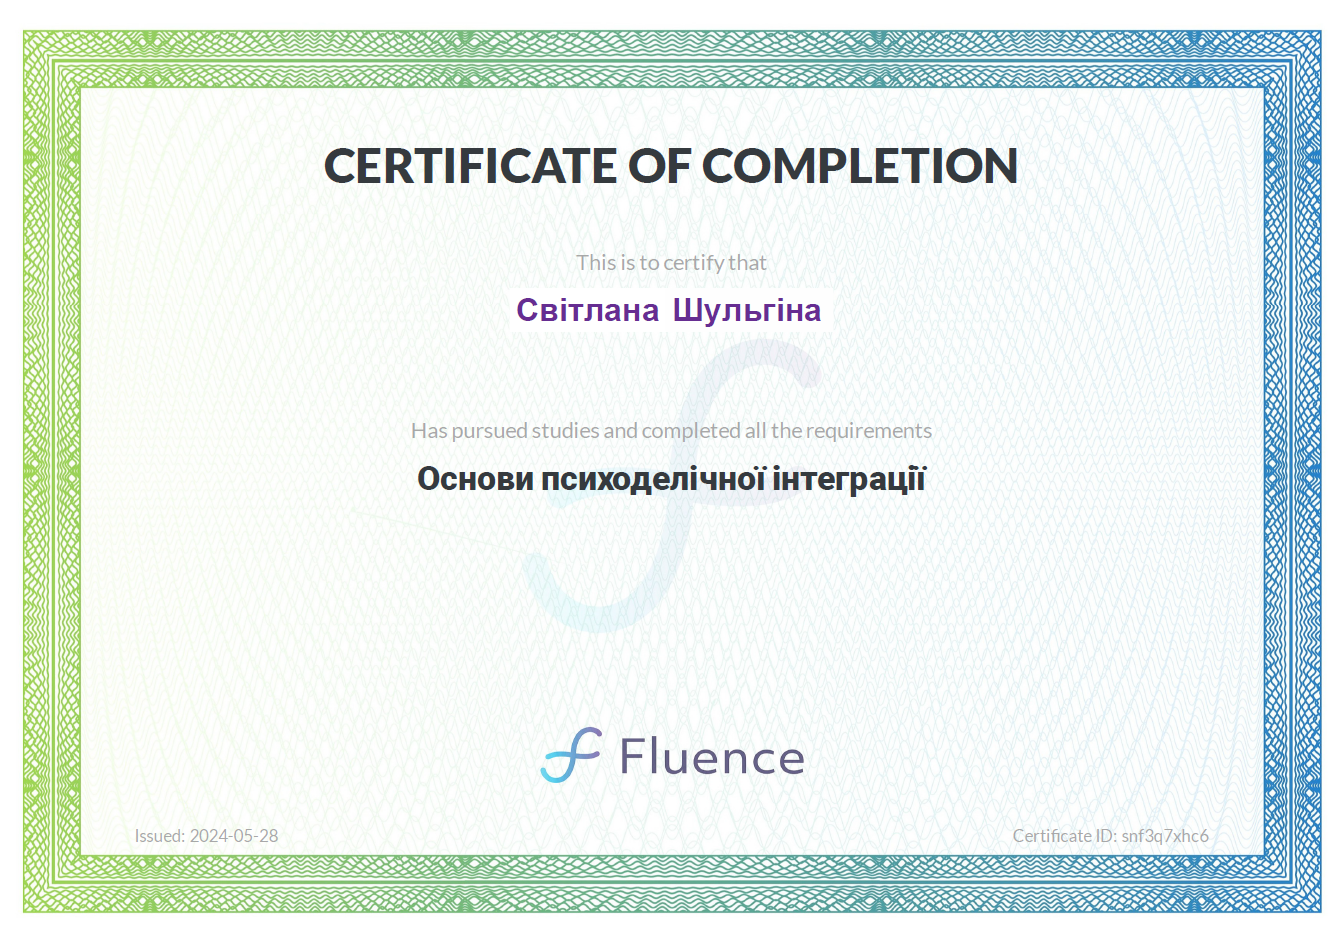 CERTIFICATE OF COMPLETION
This is to certify that
Світлана Шульгіна
Has pursued studies and completed all the requirements
Основи психоделічної інтеграції
Fluence
Issued: 2024-05-28
Certificate ID: snf3q7xhc6